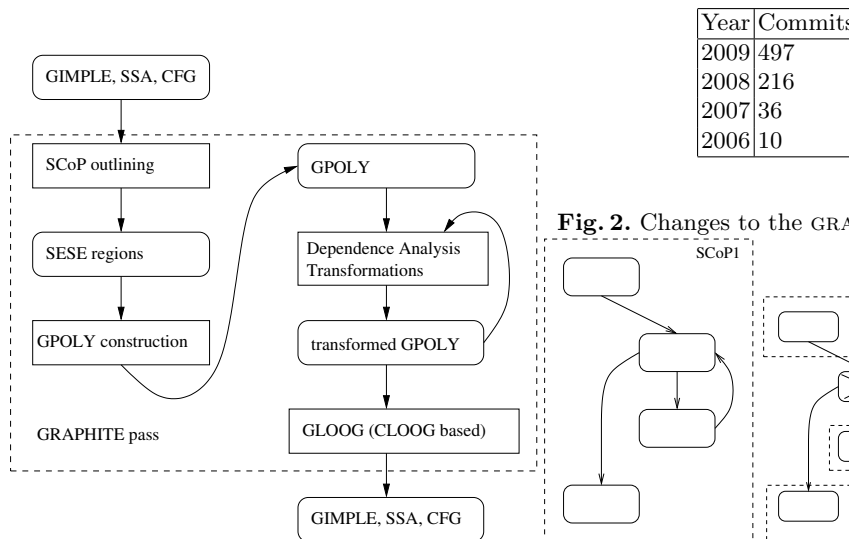 GIMPLE, SSA, CFG
SCoP outlining
SESE regions
GPOLY construction
GRAPHITE pass
GPOLY
Dependence Analysis
Transformations
transformed GPOLY
GLOOG (CLOOG based)
GIMPLE, SSA, CFG
Year Commits
2009 497
2008 216
2007 36
2006 10
Fig. 2. Changes to the GRA
SCoP1